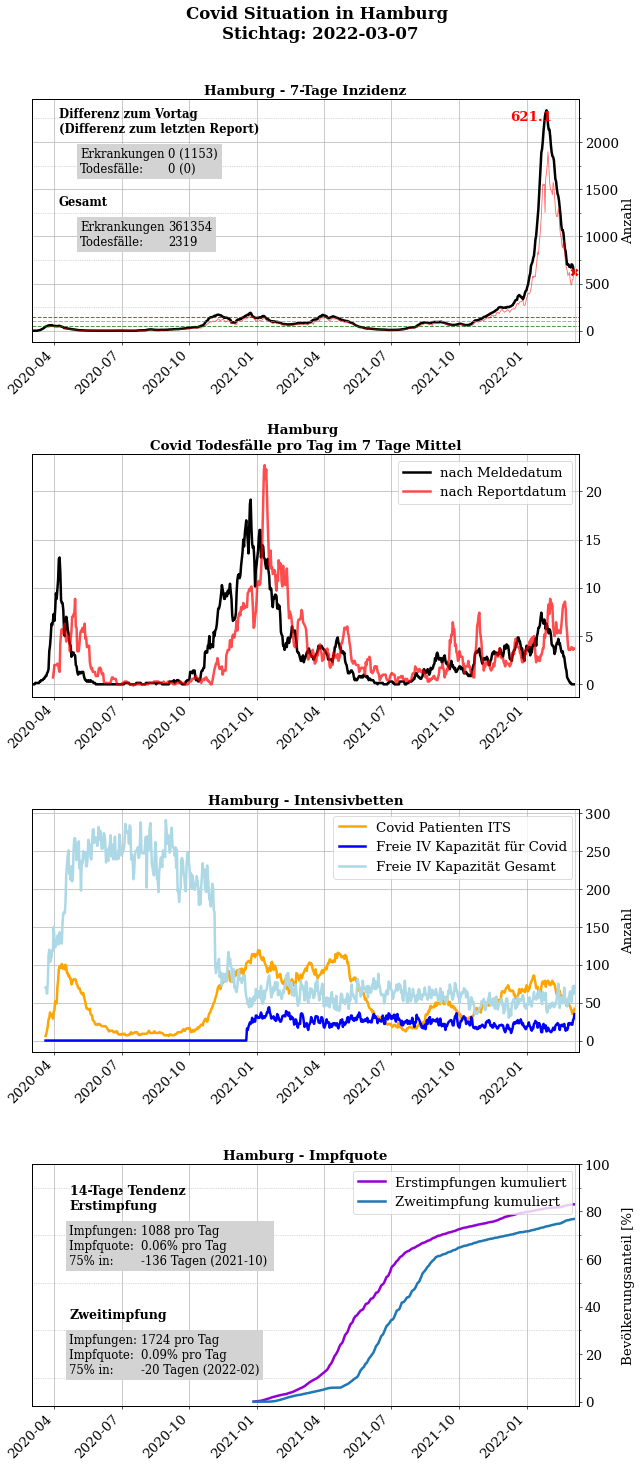 Covid Situation in Hamburg
Stichtag: 2022-03-07
Hamburg - 7-Tage Inzidenz
Differenz zum Vortag
(Differenz zum letzten Report)
Erkrankungen 0 (1153)
Todesfälle: 0 (0)
Gesamt
Erkrankungen 361354
Todesfälle: 2319
621.1
2000
1500
1000
500
0
Anzahl
2020-04 2020-07 2020-10 2021-01 2021-04 2021-07 2021-10 2022-01
Hamburg
Covid Todesfälle pro Tag im 7 Tage Mittel
nach Meldedatum
nach Reportdatum
20
15
10
5
0
2020-04 2020-07 2020-10 2021-01 2021-04 2021-07 2021-10 2022-01
Hamburg - Intensivbetten
Covid Patienten ITS
Freie IV Kapazität für Covid
Freie IV Kapazität Gesamt
300
250
200
150
100
50
0
Anzahl
2020-04 2020-07 2020-10 2021-01 2021-04 2021-07 2021-10 2022-01
Hamburg - Impfquote
14-Tage Tendenz
Erstimpfung
Impfungen: 1088 pro Tag
Impfquote: 0.06% pro Tag
75% in: -136 Tagen (2021-10)
Zweitimpfung
Impfungen: 1724 pro Tag
Impfquote: 0.09% pro Tag
75% in: -20 Tagen (2022-02)
Erstimpfungen kumuliert
Zweitimpfung kumuliert
100
80
60
40
20
0
Bevölkerungsanteil [%]
2020-04 2020-07 2020-10 2021-01 2021-04 2021-07 2021-10 2022-01